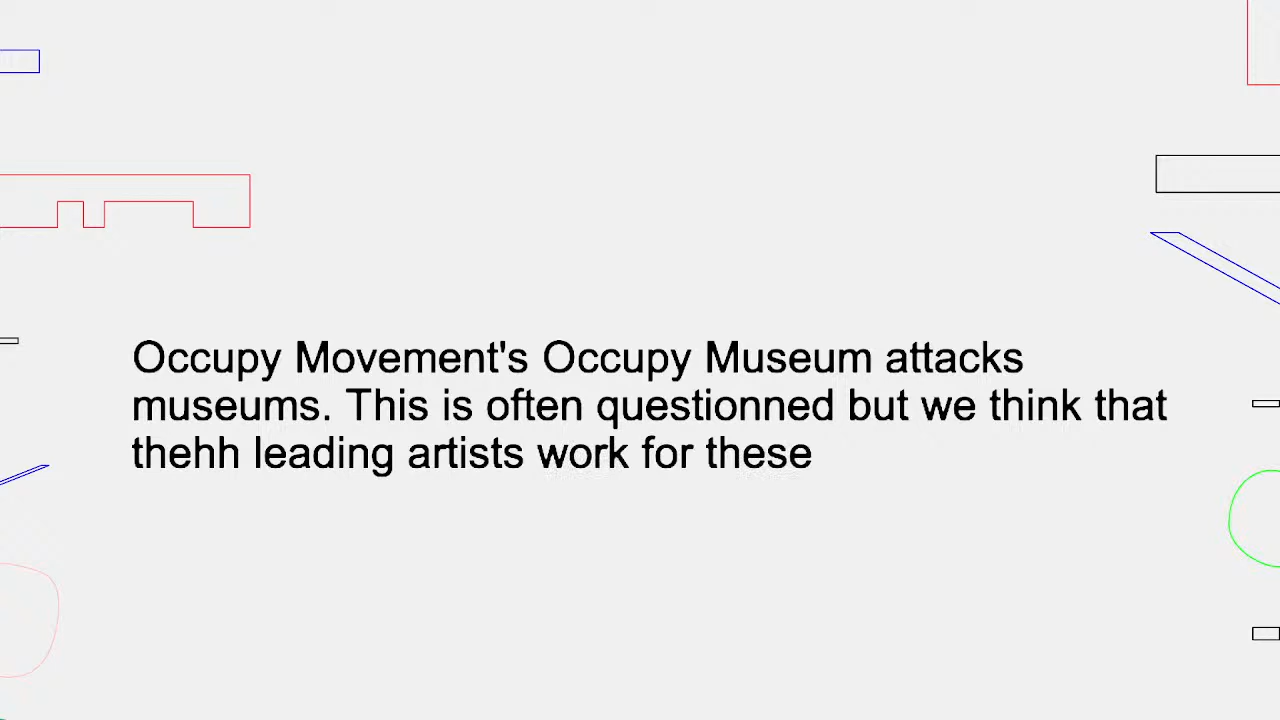 Occupy Movement's Occupy Museum attacks
museums. This is often questionned but we think that
thehh leading artists work for these